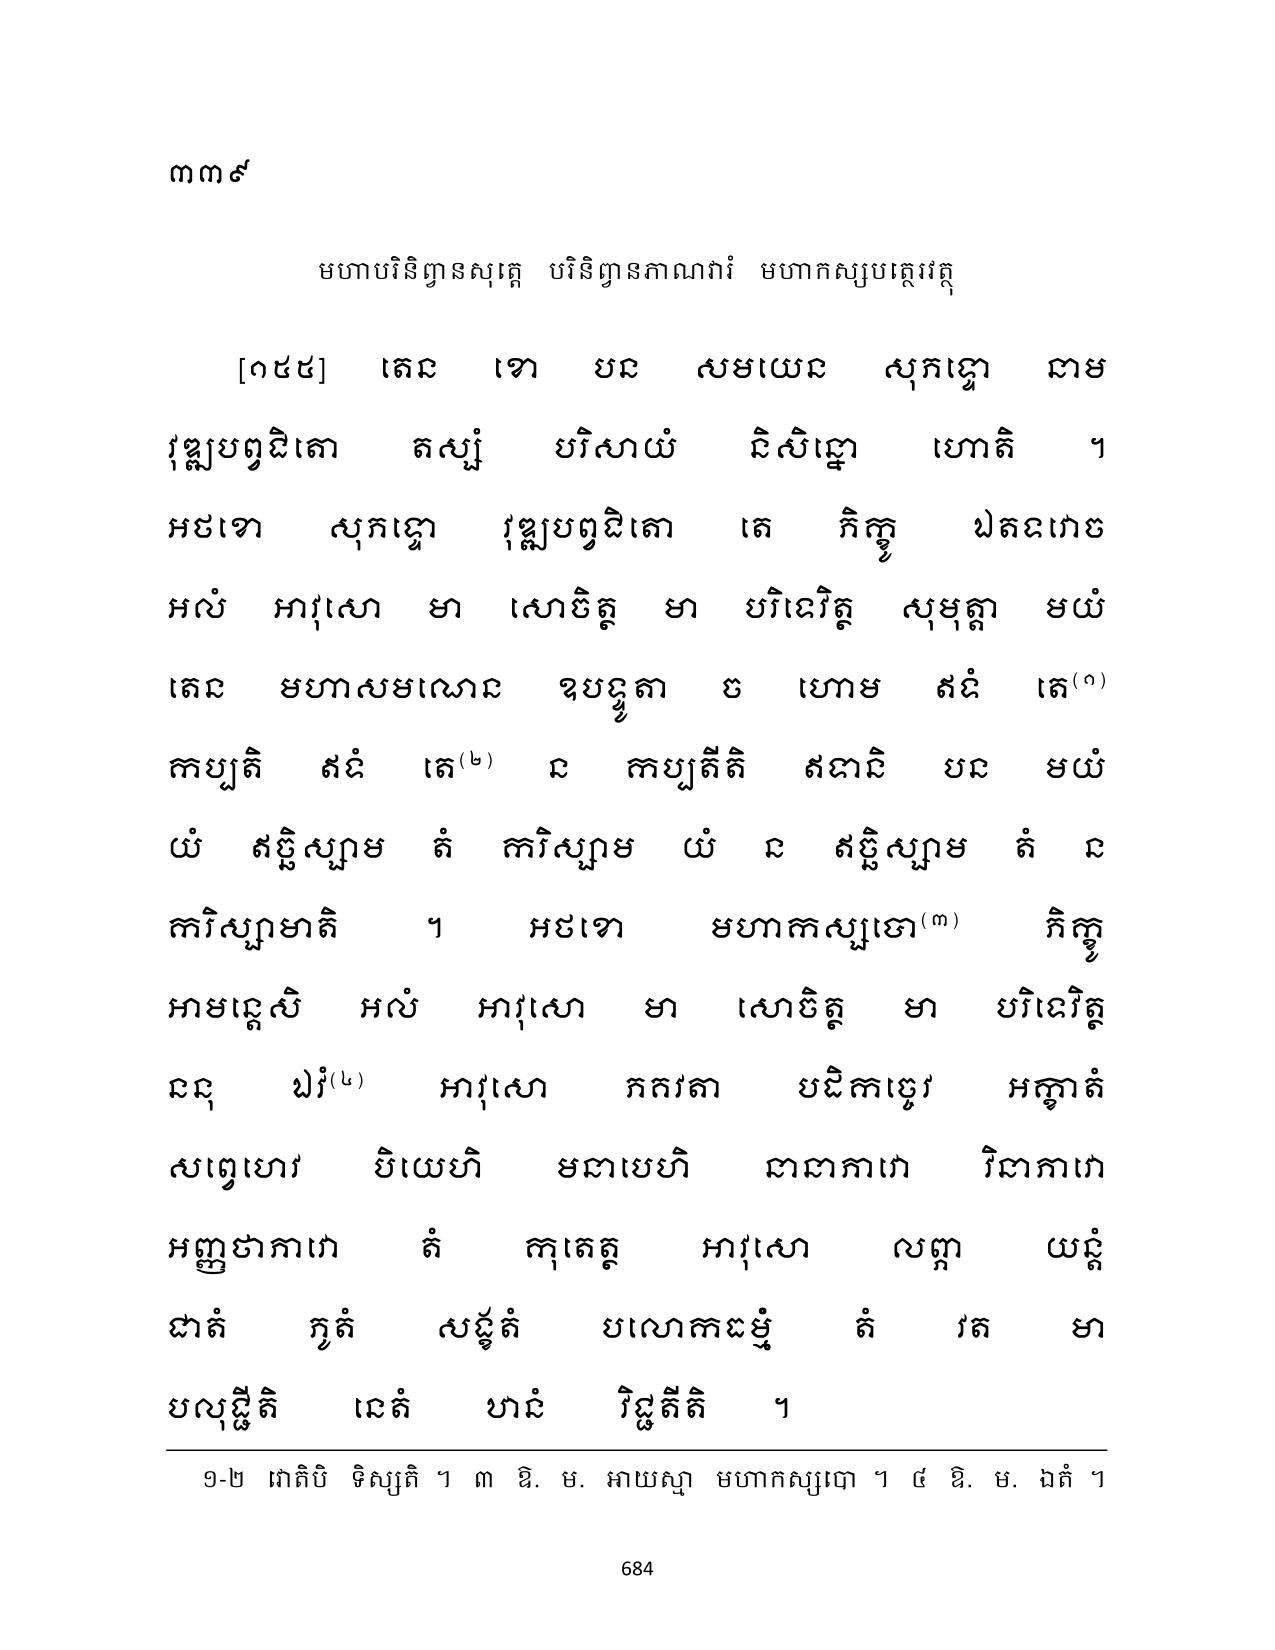 ៣៣៩
មហាបរិនិព្វានសុត្តេ បរិនិព្វានភាណវារំ មហាកស្សបត្ថេរវត្ថុ
[១៥៥] តេន ខោ បន សមយេន សុភទ្ទោ នាម
វុឌ្ឍបព្វជិតោ តស្សំ បរិសាយំ និសិន្នោ ហោតិ ។
អថខោ សុភទ្ទោ វុឌ្ឍបព្វជិតោ តេ ភិក្ខូ ឯតទវោច
អលំ អាវុសោ មា សោចិត្ថ មា បរិទេវិត្ថ សុមុត្តា មយំ
តេន មហាសមណេន ឧបទ្ទូតា ច ហោម ឥទំ តេ(១)
កប្បតិ ឥទំ តេ(២) ន កប្បតីតិ ឥទានិ បន មយំ
យំ ឥច្ឆិស្សាម តំ ករិស្សាម យំ ន ឥច្ឆិស្សាម តំ ន
ករិស្សាមាតិ ។ អថខោ មហាកស្សបោ(៣) ភិក្ខូ
អាមន្តេសិ អលំ អាវុសោ មា សោចិត្ថ មា បរិទេវិត្ថ
ននុ ឯវំ(៤) អាវុសោ ភគវតា បដិកច្ចេវ អក្ខាតំ
សព្វេហេវ បិយេហិ មនាបេហិ នានាភាវោ វិនាភាវោ
អញ្ញថាភាវោ តំ កុតេត្ថ អាវុសោ លព្ភា យន្តំ
ជាតំ ភូតំ សង្ខតំ បលោកធម្មំ តំ វត មា
បលុជ្ជីតិ នេតំ ឋានំ វិជ្ជតីតិ ។
១-២ វោតិបិ ទិស្សតិ ។ ៣ ឱ. ម. អាយស្មា មហាកស្សបោ ។ ៤ ឱ. ម. ឯតំ ។
684